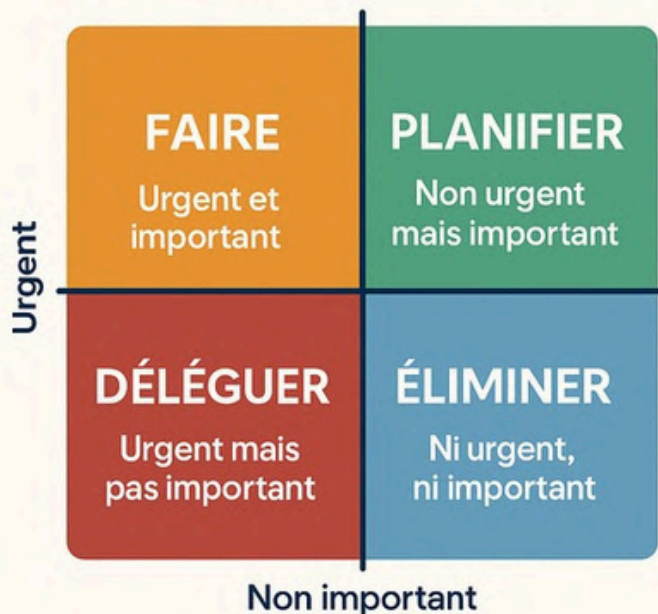 FAIRE
Urgent et
important
PLANIFIER
Non urgent
mais important
Urgent
DÉLÉGUER
Urgent mais
pas important
ÉLIMINER
Ni urgent,
ni important
Non important